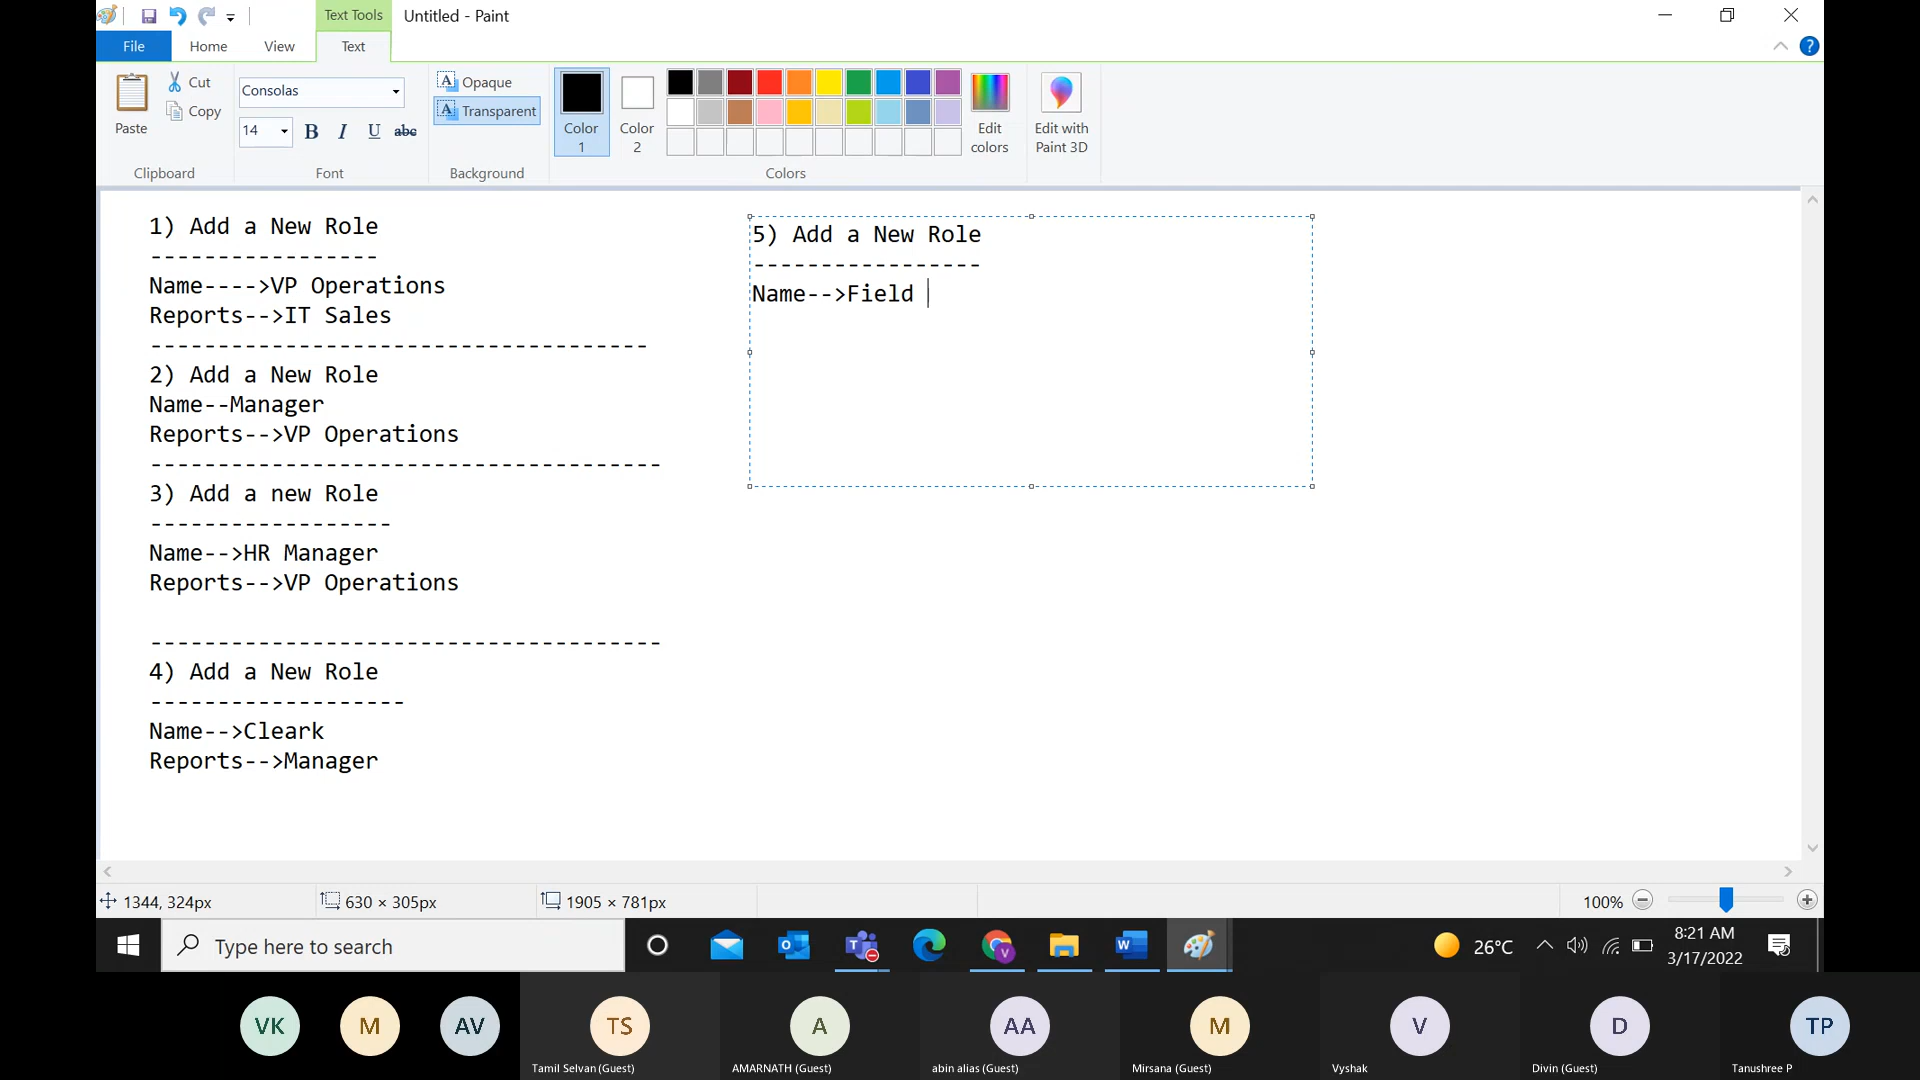 Text Tools
Untitled - Paint
File
Home
View
Text
Paste
Cut
Copy
Clipboard
Consolas
14
B
I
U
abc
Font
A Opaque
A Transparent
Background
Color 1
Color 2
Edit colors
Colors
Edit with Paint 3D
1) Add a New Role
-----------------
Name---->VP Operations
Reports-->IT Sales
-------------------------------------
2) Add a New Role
Name--Manager
Reports-->VP Operations
--------------------------------------
3) Add a new Role
------------------
Name-->HR Manager
Reports-->VP Operations
--------------------------------------
4) Add a New Role
-------------------
Name-->Cleark
Reports-->Manager
5) Add a New Role
-----------------
Name-->Field
1344, 324px
630 × 305px
1905 × 781px
100%
Type here to search
26°C
8:21 AM
3/17/2022
VK
M
AV
TS
Tamil Selvan (Guest)
A
AMARNATH (Guest)
AA
abin alias (Guest)
M
Mirsana (Guest)
V
Vyshak
D
Divin (Guest)
TP
Tanushree P